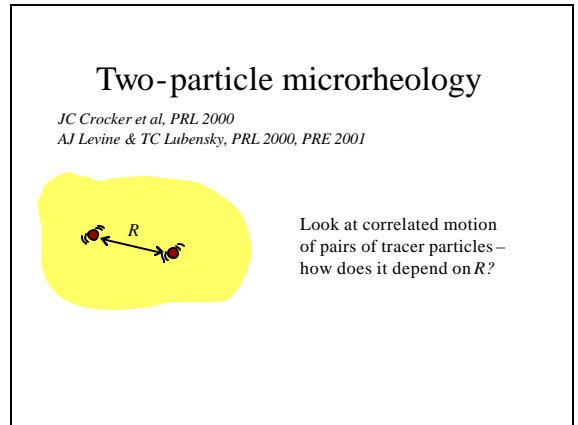 Two-particle microrheology
JC Crocker et al, PRL 2000
AJ Levine & TC Lubensky, PRL 2000, PRE 2001
R
Look at correlated motion
of pairs of tracer particles –
how does it depend on R?